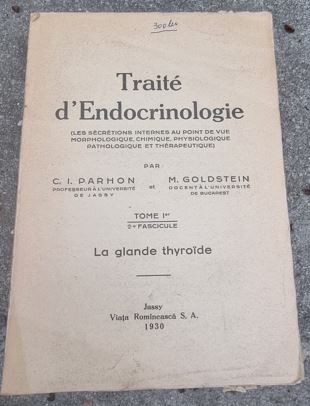 300 lei
Traité
d'Endocrinologie
(LES SÉCRÉTIONS INTERNES AU POINT DE VUE
MORPHOLOGIQUE, CHIMIQUE, PHYSIOLOGIQUE
PATHOLOGIQUE ET THÉRAPEUTIQUE)
PAR
C. I. PARHON et M. GOLDSTEIN
PROFESSEUR À L'UNIVERSITÉ DOCENT À L'UNIVERSITÉ
DE JASSY DE BUCAREST
TOME Ier
2e FASCICULE
La glande thyroïde
Jassy
Viața Romînească S. A.
1930